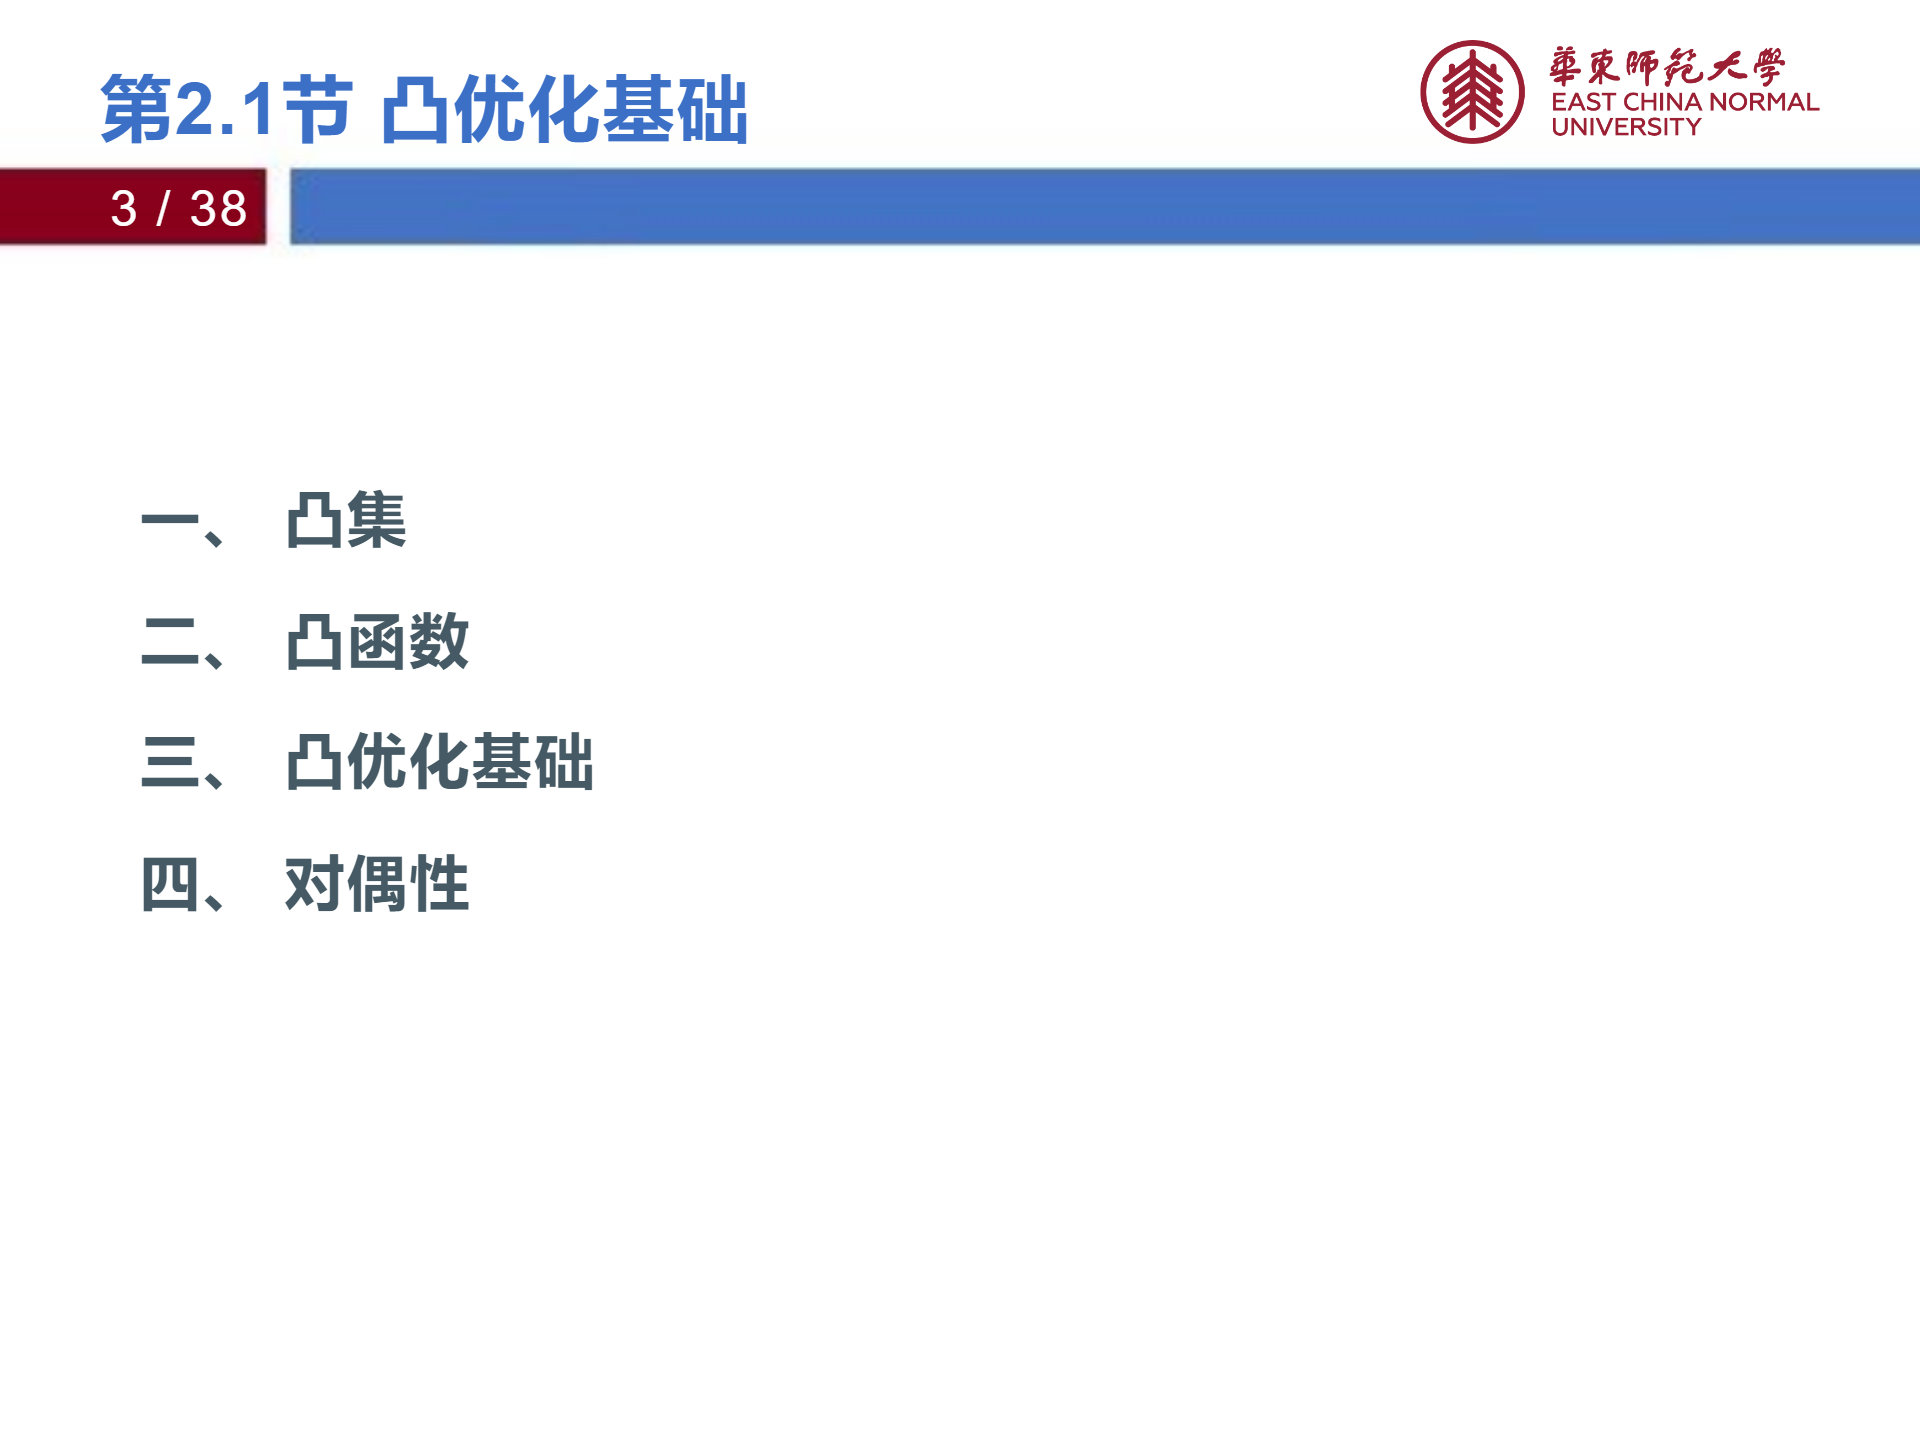 第2.1节 凸优化基础
華東師範大學
EAST CHINA NORMAL
UNIVERSITY
3 / 38
一、 凸集
二、 凸函数
三、 凸优化基础
四、 对偶性